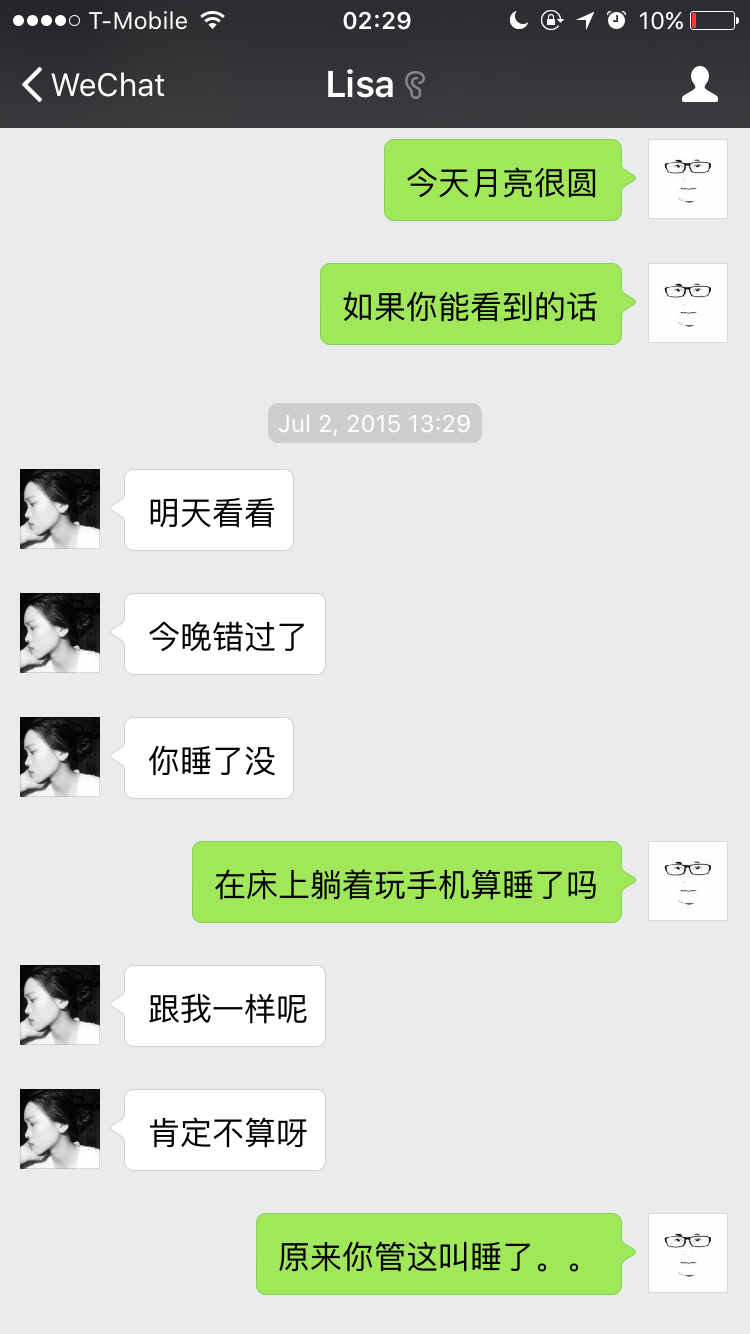 T-Mobile 02:29 10%
WeChat Lisa
今天月亮很圆
如果你能看到的话
Jul 2, 2015 13:29
明天看看
今晚错过了
你睡了没
在床上躺着玩手机算睡了吗
跟我一样呢
肯定不算呀
原来你管这叫睡了。。